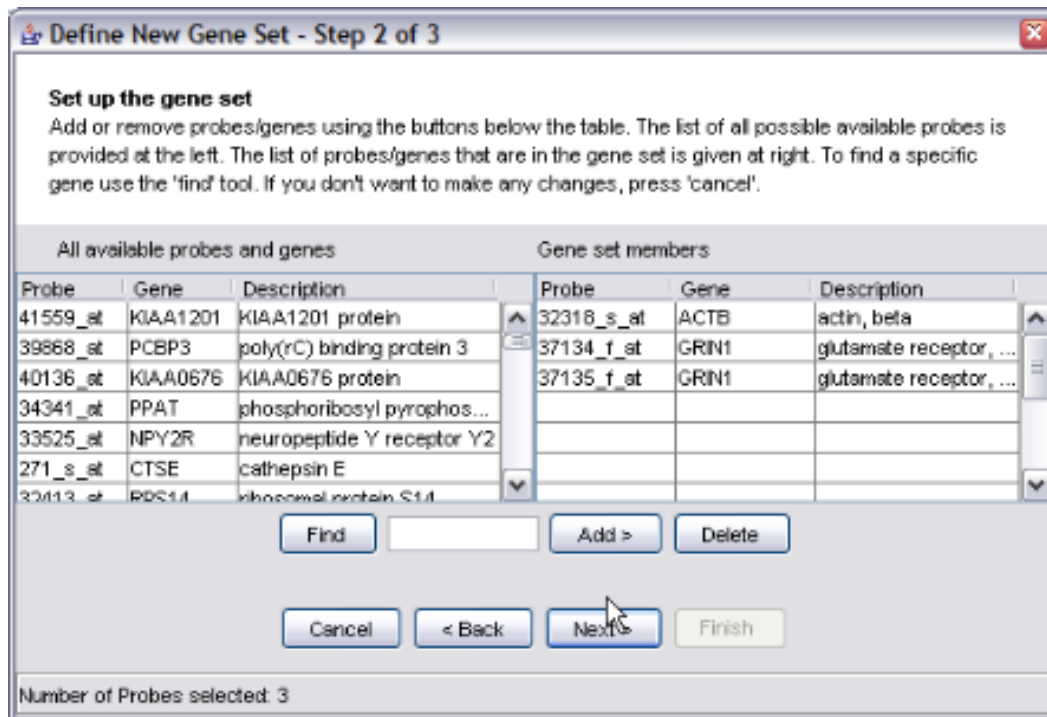 Define New Gene Set - Step 2 of 3
Set up the gene set
Add or remove probes/genes using the buttons below the table. The list of all possible available probes is
provided at the left. The list of probes/genes that are in the gene set is given at right. To find a specific
gene use the 'find' tool. If you don't want to make any changes, press 'cancel'.
All available probes and genes
Probe Gene Description
41559_at KIAA1201 KIAA1201 protein
39868_at PCBP3 poly(rC) binding protein 3
40136_at KIAA0676 KIAA0676 protein
34341_at PPAT phosphoribosyl pyrophos...
33525_at NPY2R neuropeptide Y receptor Y2
271_s_at CTSE cathepsin E
32413_at RPS14 ribosomal protein S14
Gene set members
Probe Gene Description
32318_s_at ACTB actin, beta
37134_f_at GRIN1 glutamate receptor, ...
37135_f_at GRIN1 glutamate receptor, ...
Find Add > Delete
Cancel < Back Next > Finish
Number of Probes selected: 3